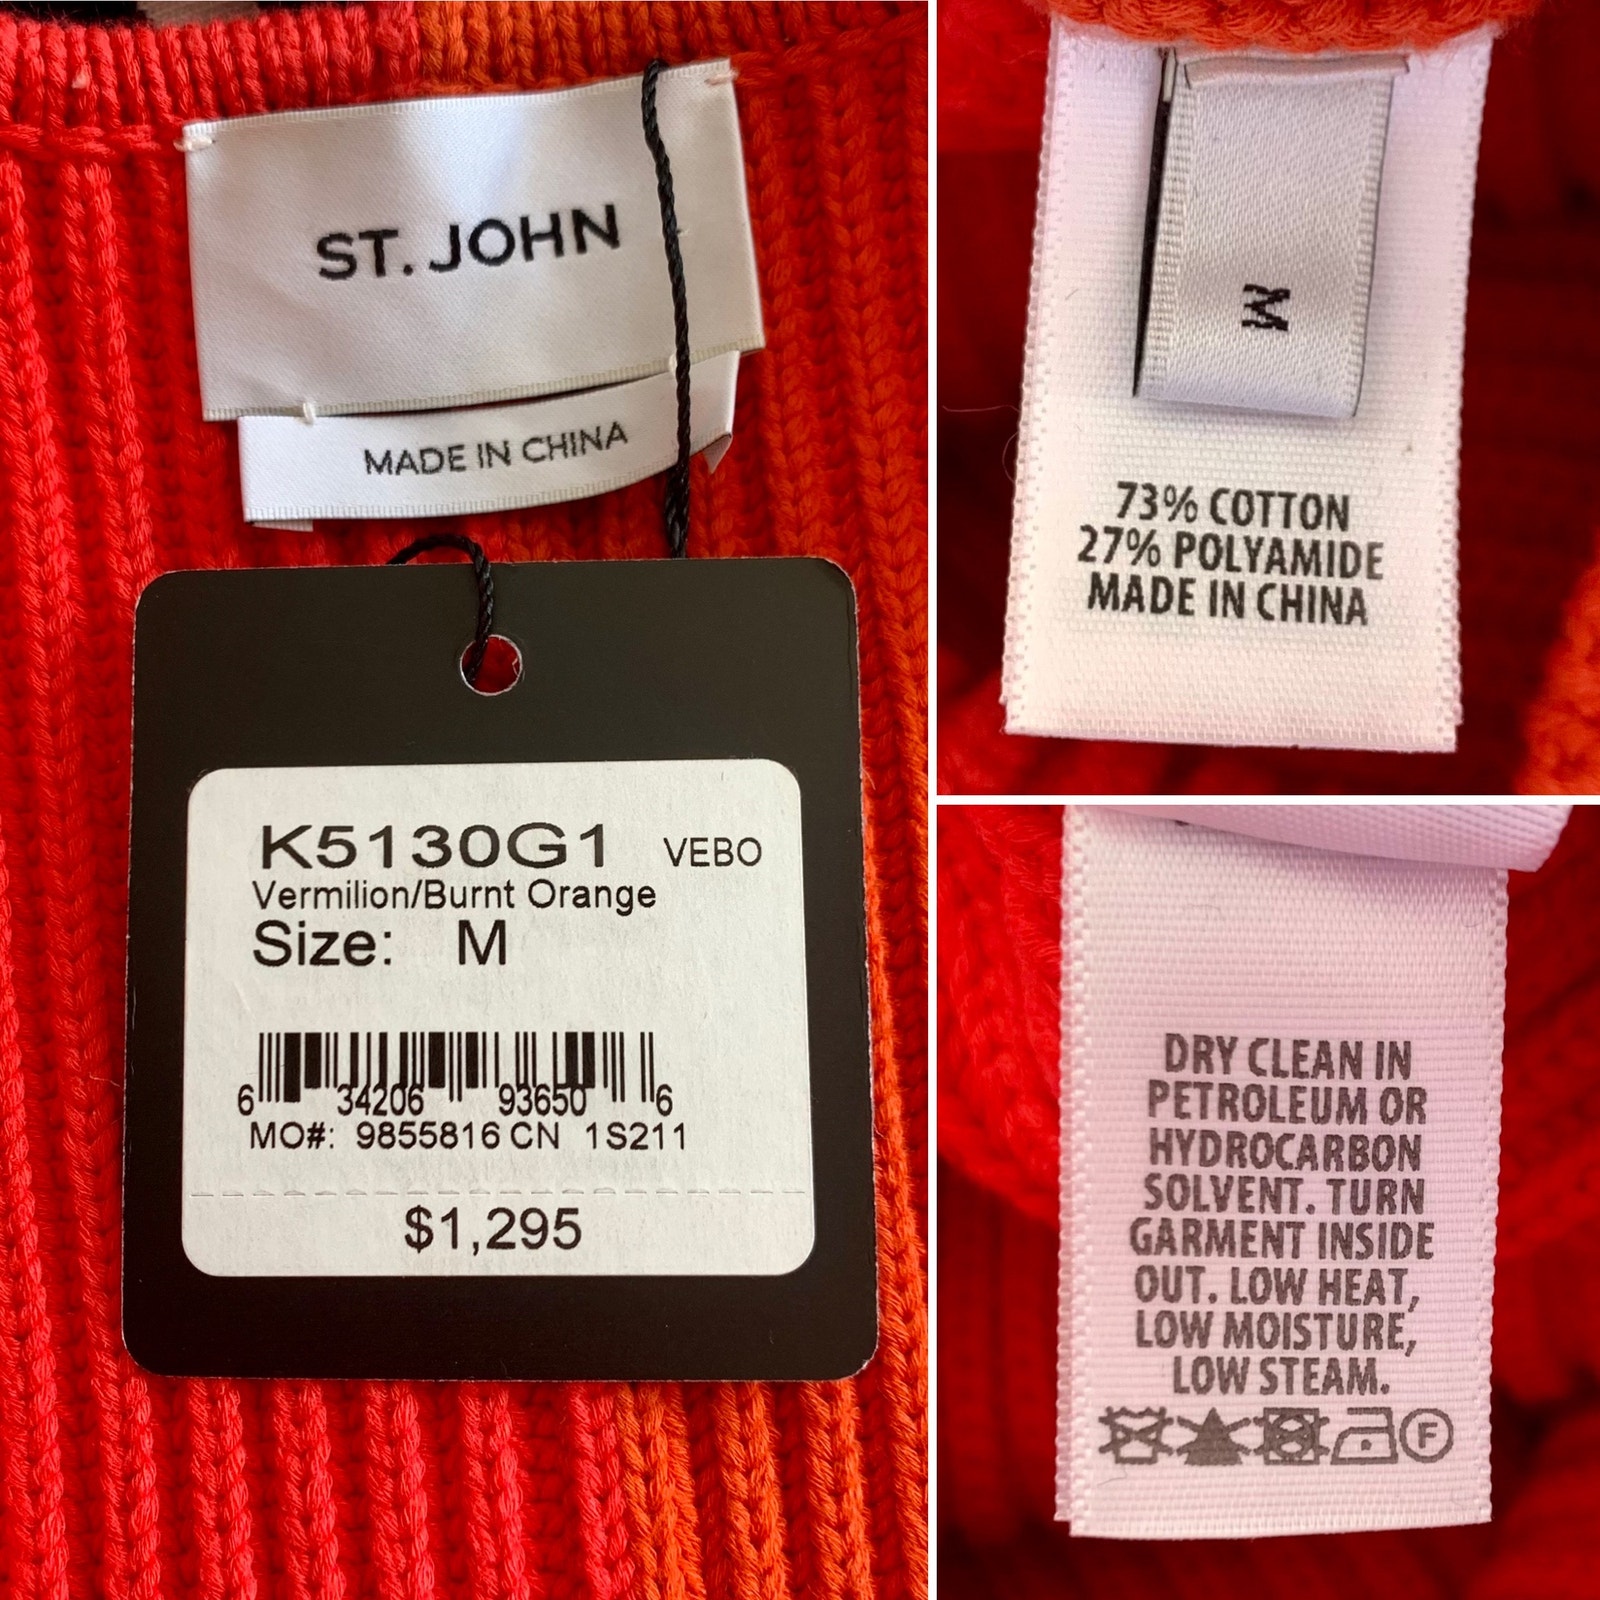 ST. JOHN
MADE IN CHINA
K5130G1 VEBO
Vermilion/Burnt Orange
Size: M
6 34206 93650 6
MO#: 9855816 CN 1S211
$1,295
M
73% COTTON
27% POLYAMIDE
MADE IN CHINA
DRY CLEAN IN
PETROLEUM OR
HYDROCARBON
SOLVENT. TURN
GARMENT INSIDE
OUT. LOW HEAT,
LOW MOISTURE,
LOW STEAM.
F